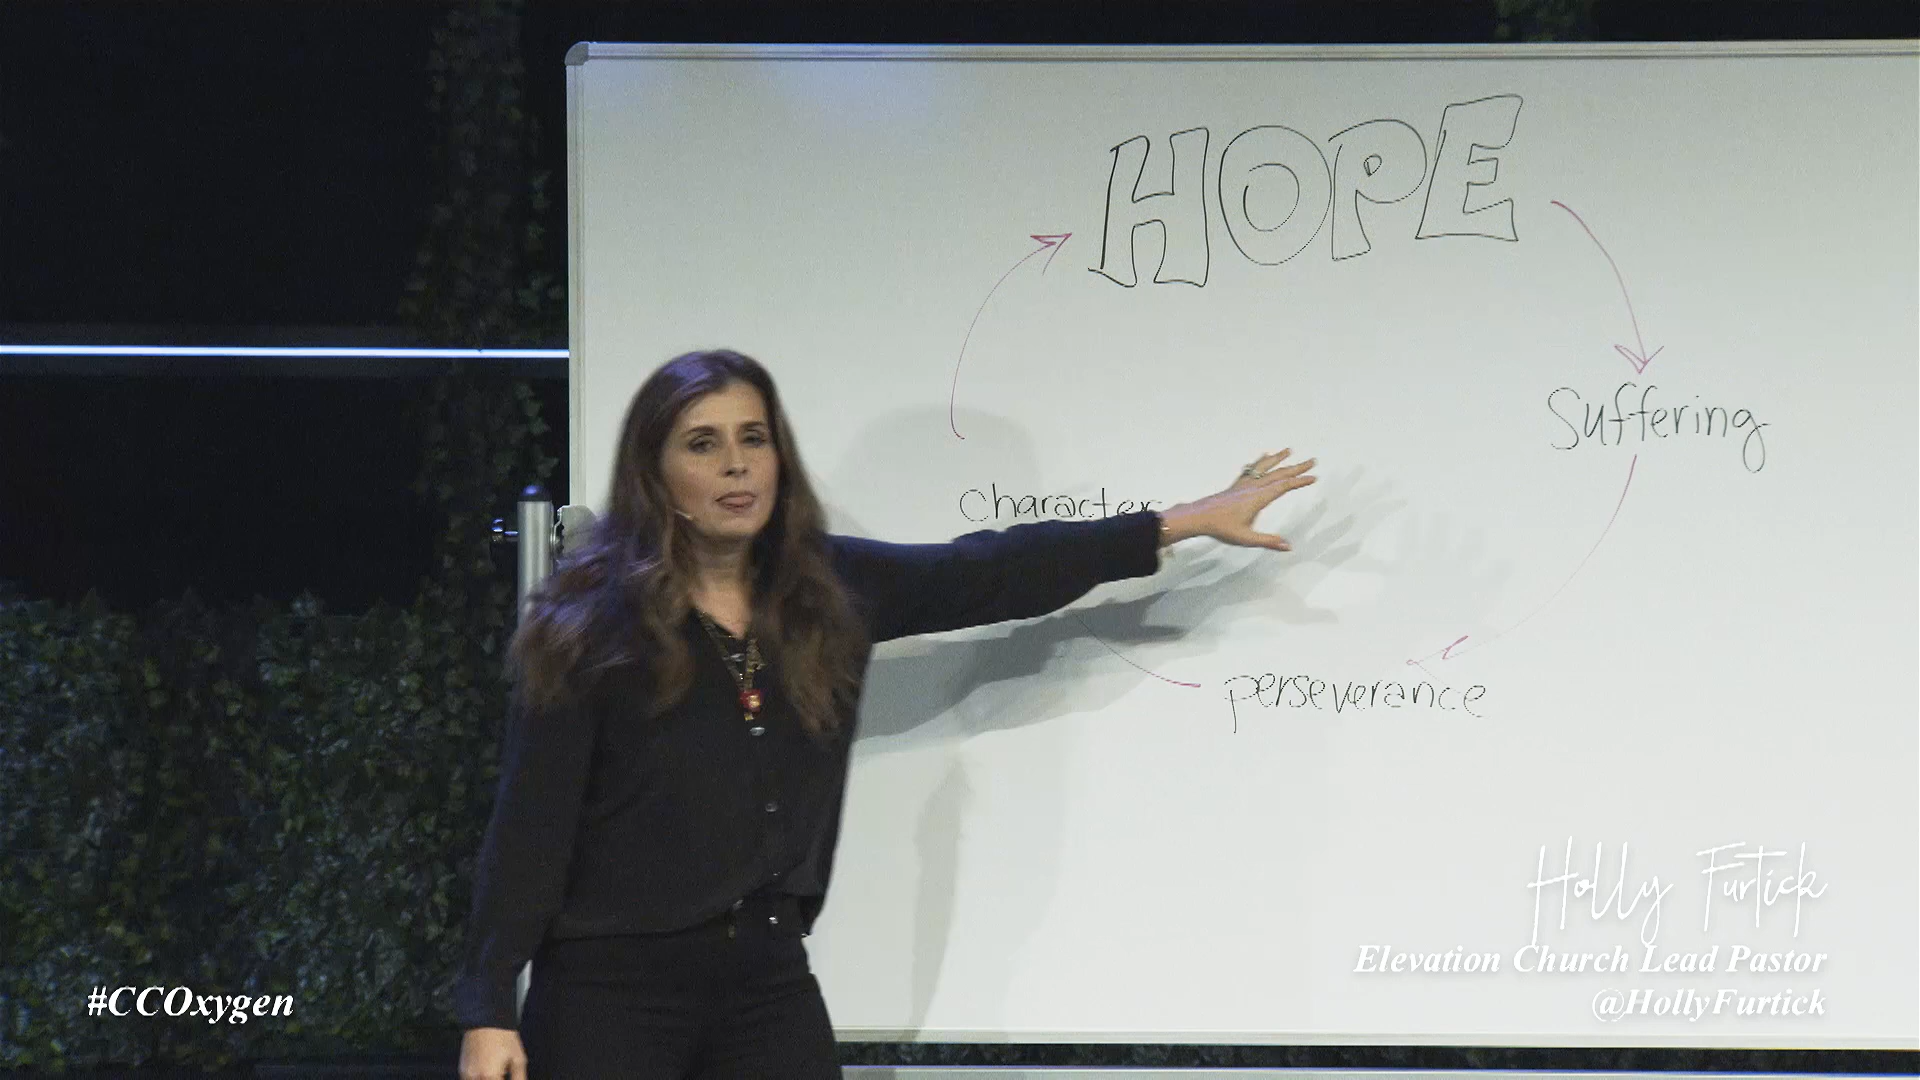 HOPE
Suffering
character
perseverance
Holly Furtick
Elevation Church Lead Pastor
@HollyFurtick
#CCOxygen